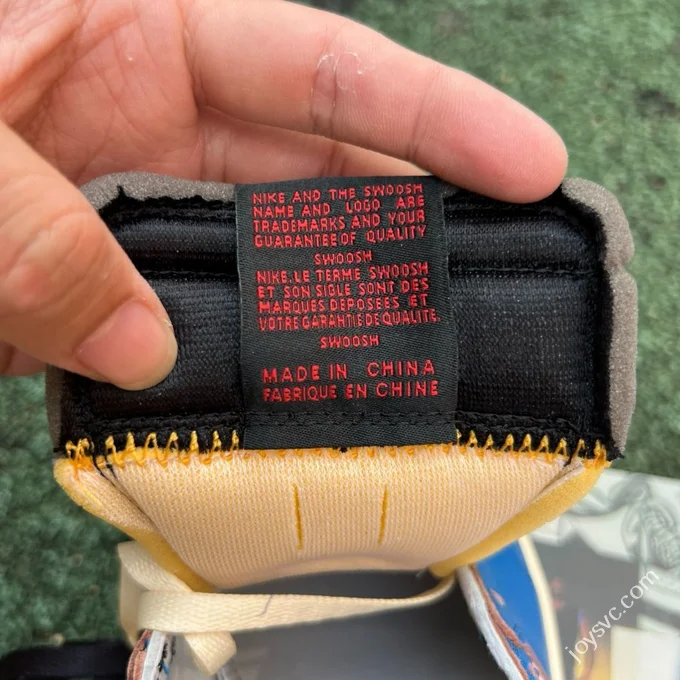 NIKE AND THE SWOOSH
NAME AND LOGO ARE
TRADEMARKS AND YOUR
GUARANTEE OF QUALITY
SWOOSH
NIKE.LE TERME SWOOSH
ET SON SIGLE SONT DES
MARQUES DEPOSEES ET
VOTRE GARANTIE DE QUALITE.
SWOOSH
MADE IN CHINA
FABRIQUE EN CHINE
joysvc.com